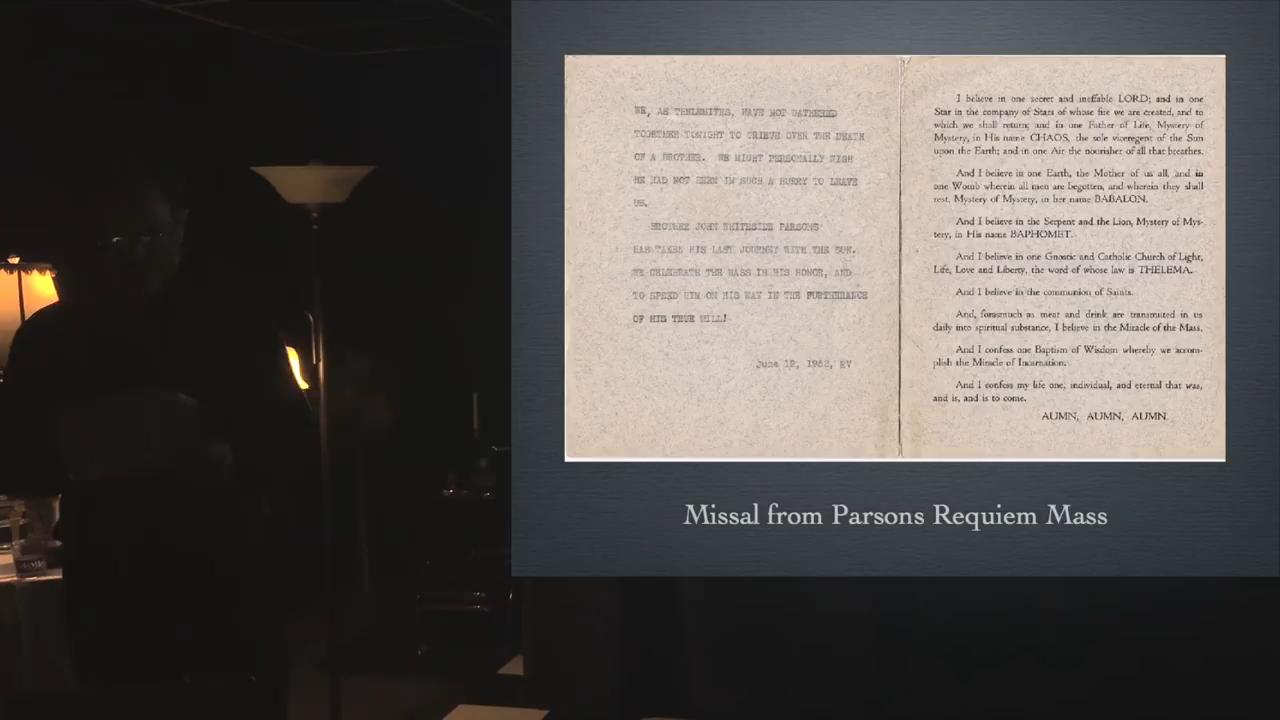 WE, AS THELEMITES, HAVE NOT GATHERED
TOGETHER TONIGHT TO GRIEVE OVER THE DEATH
OF A BROTHER. WE MIGHT PERSONALLY WISH
HE HAD NOT BEEN IN SUCH A HURRY TO LEAVE
US.
BROTHER JOHN WHITESIDE PARSONS
HAS TAKEN HIS LAST JOURNEY WITH THE SUN.
WE CELEBRATE THE MASS IN HIS HONOR, AND
TO SPEED HIM ON HIS WAY IN THE FURTHERANCE
OF HIS TRUE WILL!
June 19, 1952, EV
I believe in one secret and ineffable LORD; and in one
Star in the company of Stars of whose fire we are created, and to
which we shall return; and in one Father of Life, Mystery of
Mystery, in His name CHAOS, the sole viceregent of the Sun
upon the Earth; and in one Air the nourisher of all that breathes.
And I believe in one Earth, the Mother of us all, and in
one Womb wherein all men are begotten, and wherein they shall
rest, Mystery of Mystery, in her name BABALON.
And I believe in the Serpent and the Lion, Mystery of Mys-
tery, in His name BAPHOMET.
And I believe in one Gnostic and Catholic Church of Light,
Life, Love and Liberty, the word of whose law is THELEMA.
And I believe in the communion of Saints.
And, forasmuch as meat and drink are transmuted in us
daily into spiritual substance, I believe in the Miracle of the Mass.
And I confess one Baptism of Wisdom whereby we accom-
plish the Miracle of Incarnation.
And I confess my life one, individual, and eternal that was,
and is, and is to come.
AUMN, AUMN, AUMN.
Missal from Parsons Requiem Mass